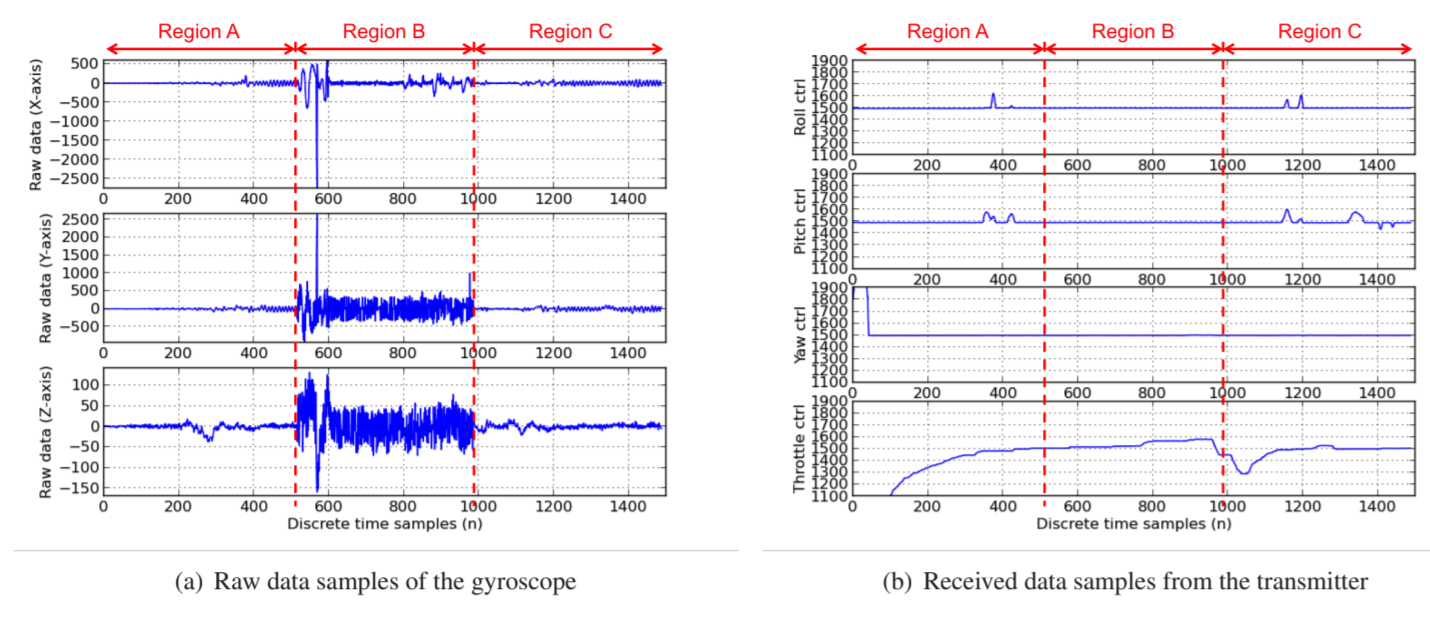 Region A Region B Region C
Raw data (X-axis)
500
0
−500
−1000
−1500
−2000
−2500
0 200 400 600 800 1000 1200 1400
Raw data (Y-axis)
2500
2000
1500
1000
500
0
−500
0 200 400 600 800 1000 1200 1400
Raw data (Z-axis)
100
50
0
−50
−100
−150
0 200 400 600 800 1000 1200 1400
Discrete time samples (n)
(a) Raw data samples of the gyroscope
Region A Region B Region C
Roll ctrl
1900
1800
1700
1600
1500
1400
1300
1200
1100
0 200 400 600 800 1000 1200 1400
Pitch ctrl
1900
1800
1700
1600
1500
1400
1300
1200
1100
0 200 400 600 800 1000 1200 1400
Yaw ctrl
1900
1800
1700
1600
1500
1400
1300
1200
1100
0 200 400 600 800 1000 1200 1400
Throttle ctrl
1900
1800
1700
1600
1500
1400
1300
1200
1100
0 200 400 600 800 1000 1200 1400
Discrete time samples (n)
(b) Received data samples from the transmitter